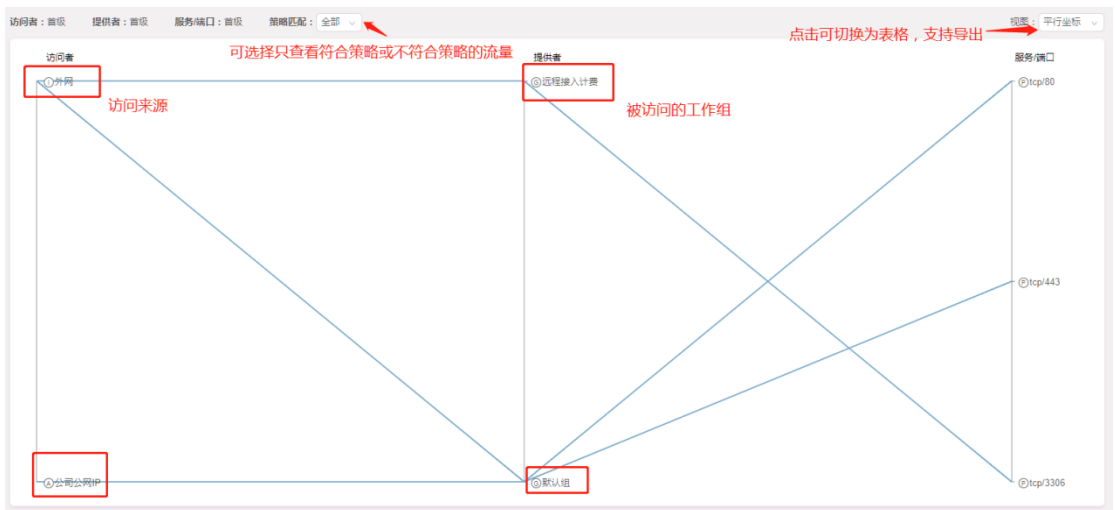 访问者：首级 提供者：首级 服务/端口：首级 策略匹配：全部 视图：平行坐标
点击可切换为表格，支持导出
可选择只查看符合策略或不符合策略的流量
访问者 提供者 服务/端口
I外网 G远程接入计费 P tcp/80
访问来源 被访问的工作组
P tcp/443
A公司公网IP G默认组 P tcp/3306